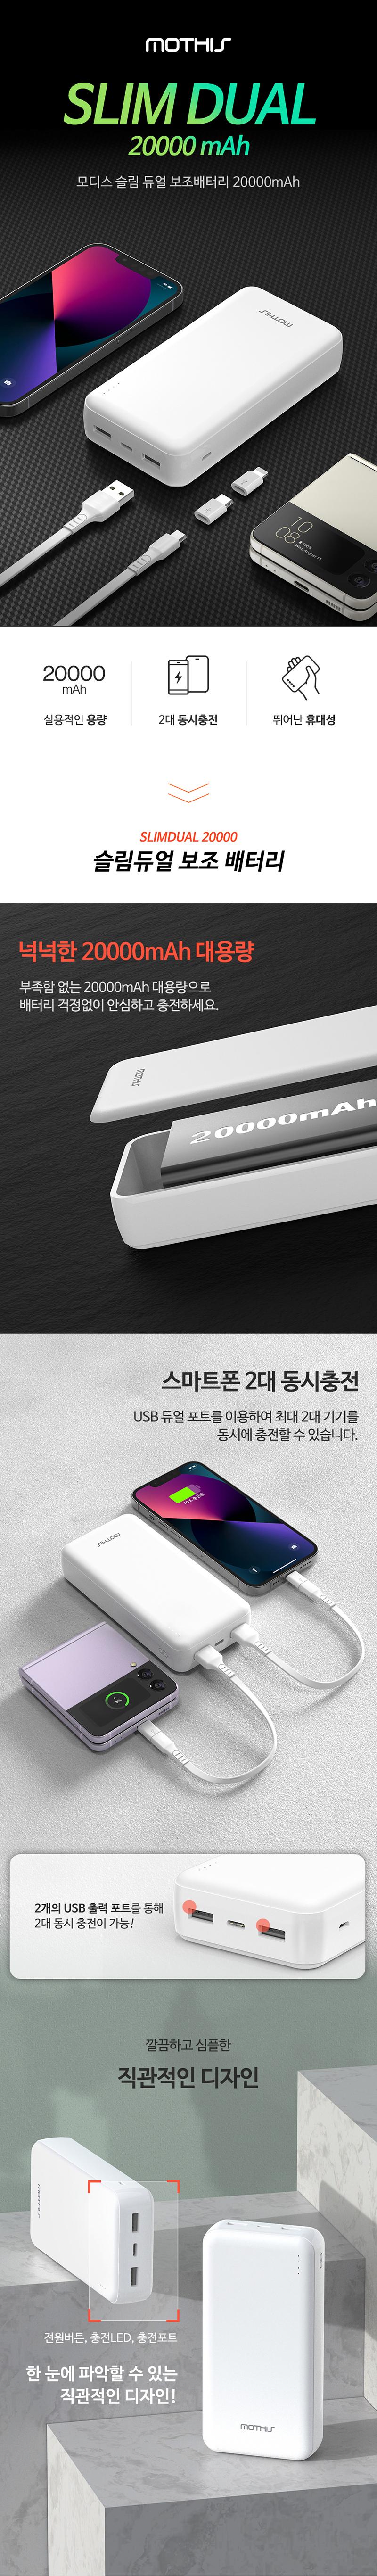 MOTHIS
SLIM DUAL
20000 mAh
모디스 슬림 듀얼 보조배터리 20000mAh
MOTHIS
10
08
20000
mAh
실용적인 용량
2대 동시충전
뛰어난 휴대성
SLIMDUAL 20000
슬림듀얼 보조 배터리
넉넉한 20000mAh 대용량
부족함 없는 20000mAh 대용량으로
배터리 걱정없이 안심하고 충전하세요.
MOTHIS
20000mAh
스마트폰 2대 동시충전
USB 듀얼 포트를 이용하여 최대 2대 기기를
동시에 충전할 수 있습니다.
MOTHIS
2개의 USB 출력 포트를 통해
2대 동시 충전이 가능!
깔끔하고 심플한
직관적인 디자인
MOTHIS
전원버튼, 충전LED, 충전포트
한 눈에 파악할 수 있는
직관적인 디자인!
MOTHIS